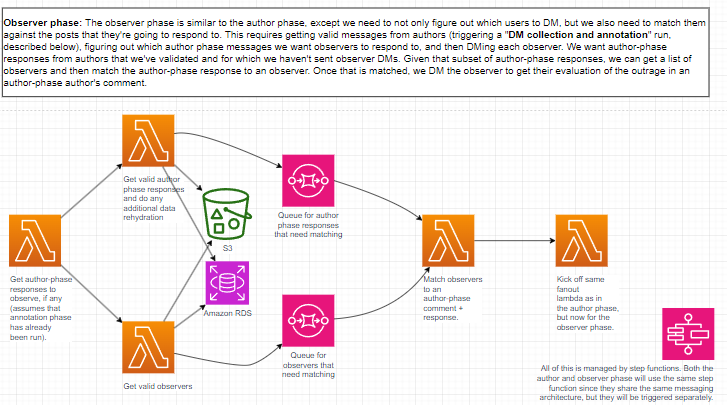 Observer phase: The observer phase is similar to the author phase, except we need to not only figure out which users to DM, but we also need to match them
against the posts that they're going to respond to. This requires getting valid messages from authors (triggering a "DM collection and annotation" run,
described below), figuring out which author phase messages we want observers to respond to, and then DMing each observer. We want author-phase
responses from authors that we've validated and for which we haven't sent observer DMs. Given that subset of author-phase responses, we can get a list of
observers and then match the author-phase response to an observer. Once that is matched, we DM the observer to get their evaluation of the outrage in an
author-phase author's comment.
Get valid author
phase responses
and do any
additional data
rehydration
Queue for author
phase responses
that need matching
S3
Get author-phase
responses to
observe, if any
(assumes that
annotation phase
has already
been run).
Match observers
to an
author-phase
comment +
response.
Kick off same
fanout
lambda as in
the author phase,
but now for the
observer phase.
Amazon RDS
Queue for
observers that
need matching
Get valid observers
All of this is managed by step functions. Both the
author and observer phase will use the same step
function since they share the same messaging
architecture, but they will be triggered separately.